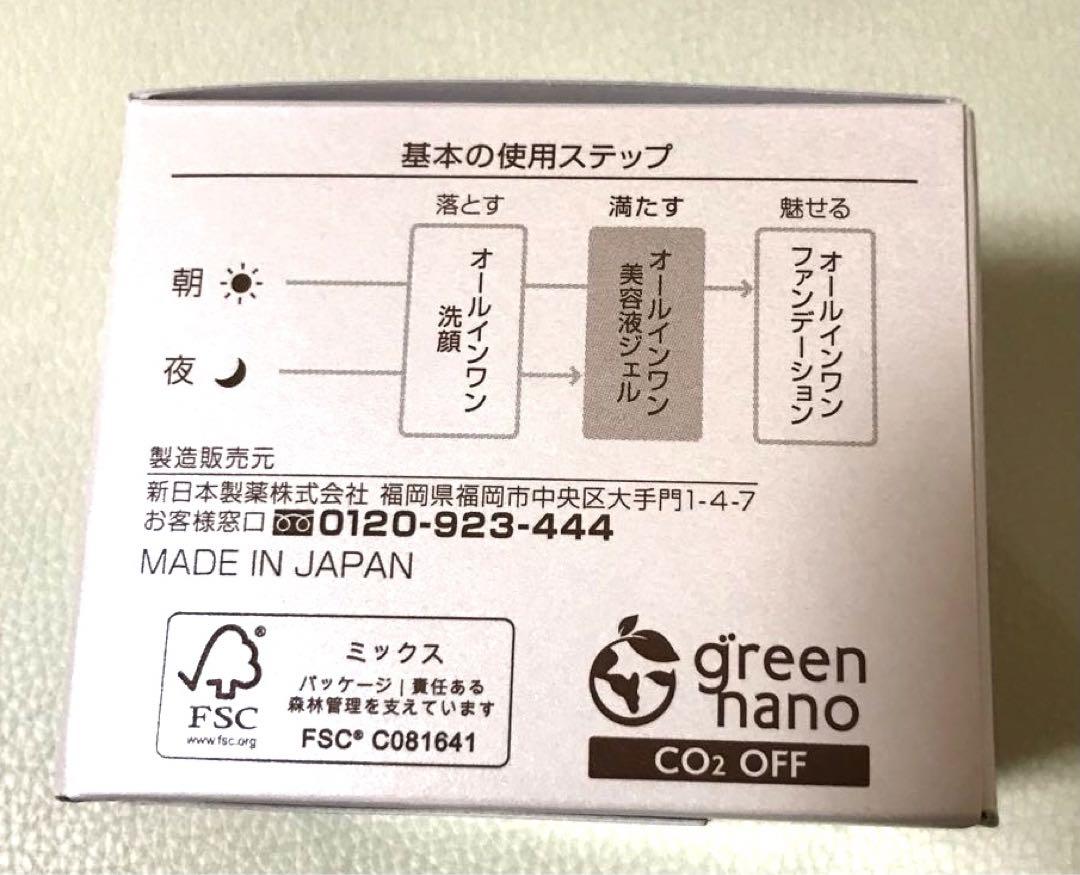 基本の使用ステップ
落とす
満たす
魅せる
朝
夜
オールインワン
洗顔
オールインワン
美容液ジェル
オールインワン
ファンデーション
製造販売元
新日本製薬株式会社 福岡県福岡市中央区大手門1-4-7
お客様窓口 0120-923-444
MADE IN JAPAN
FSC®
www.fsc.org
ミックス
パッケージ | 責任ある
森林管理を支えています
FSC® C081641
green
nano
CO2 OFF